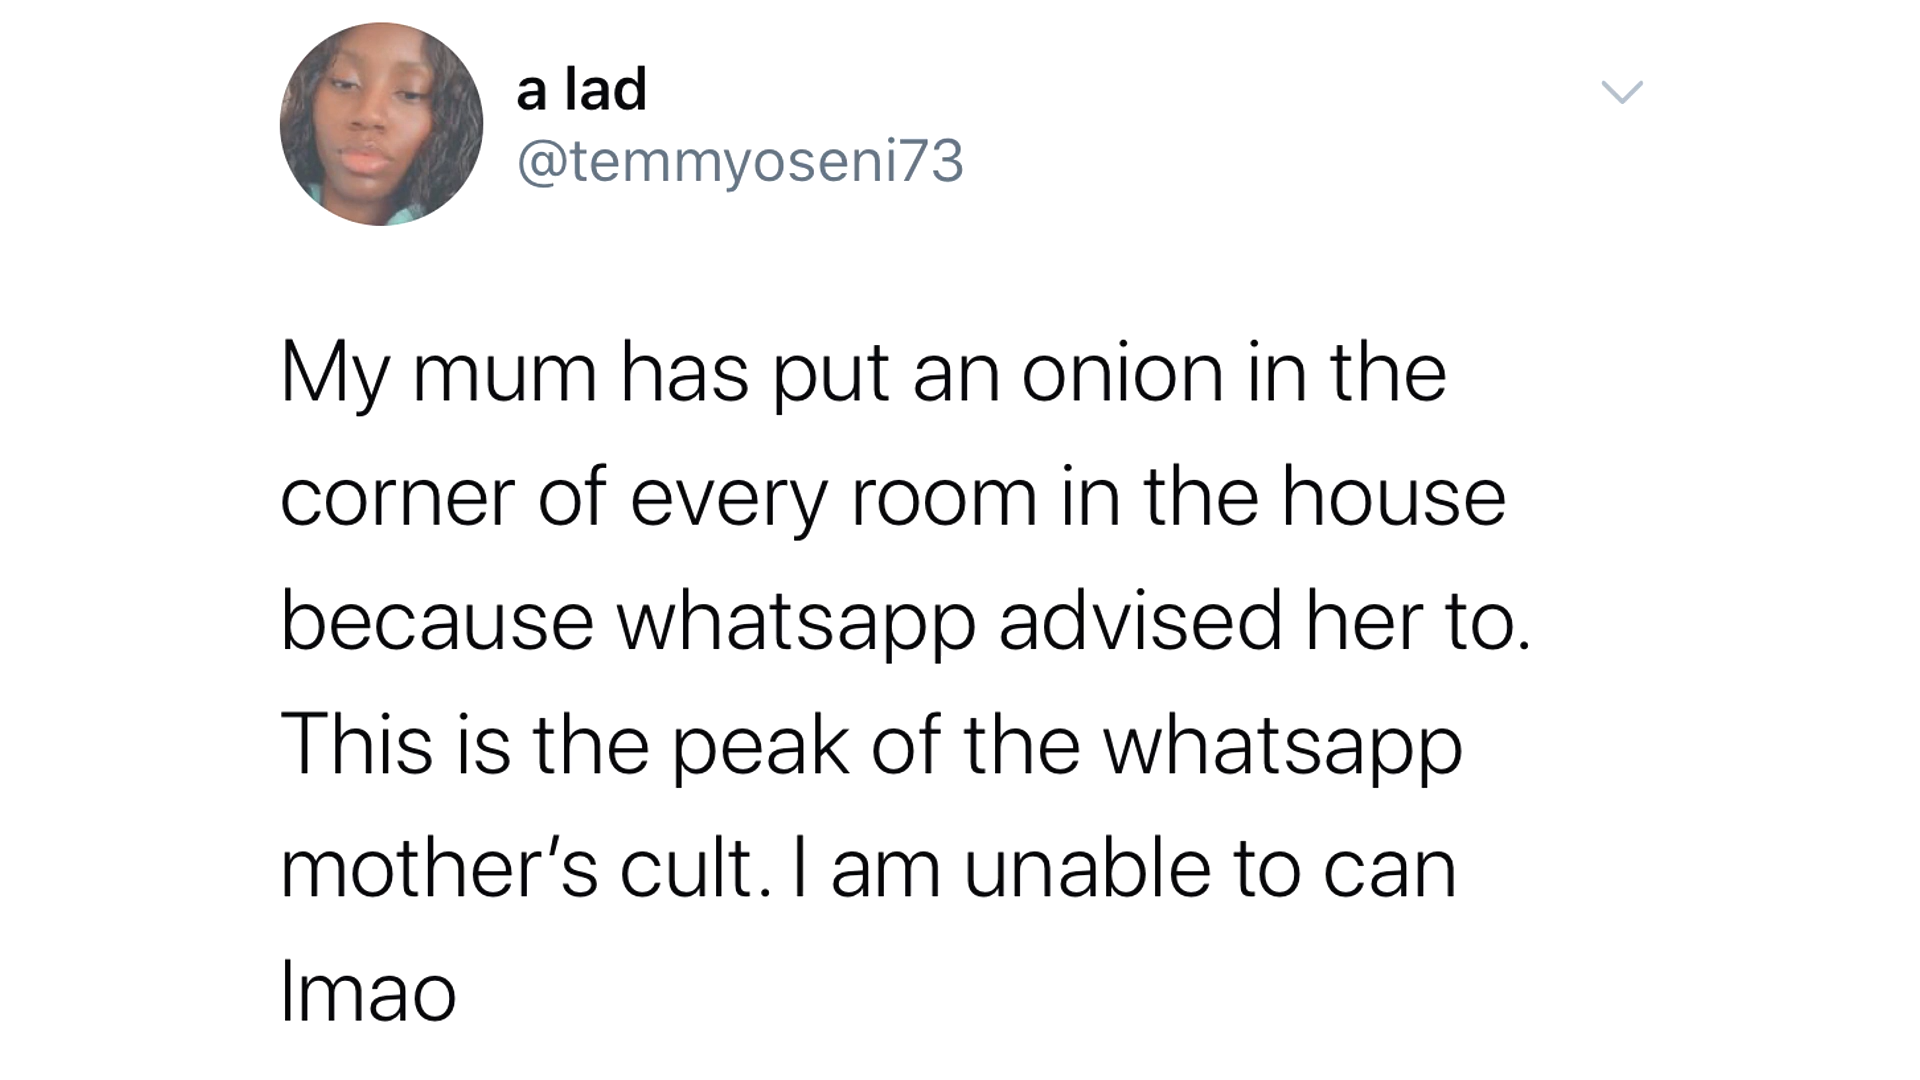 a lad
@temmyoseni73
My mum has put an onion in the
corner of every room in the house
because whatsapp advised her to.
This is the peak of the whatsapp
mother’s cult. I am unable to can
lmao